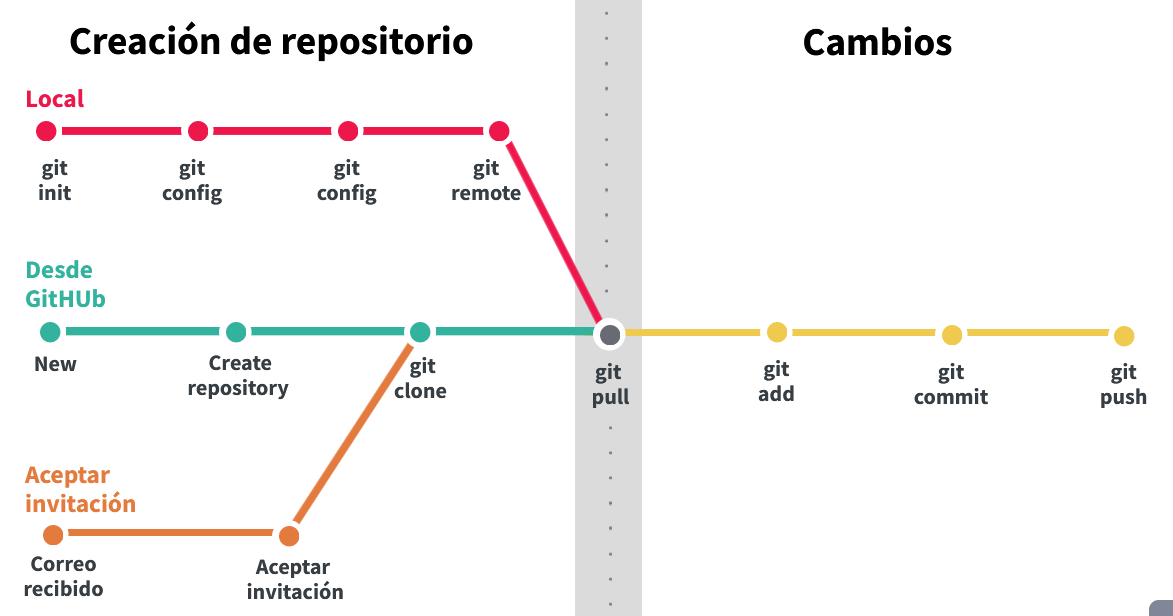 Creación de repositorio
Cambios
Local
git
init
git
config
git
config
git
remote
Desde
GitHUb
New
Create
repository
git
clone
git
pull
git
add
git
commit
git
push
Aceptar
invitación
Correo
recibido
Aceptar
invitación